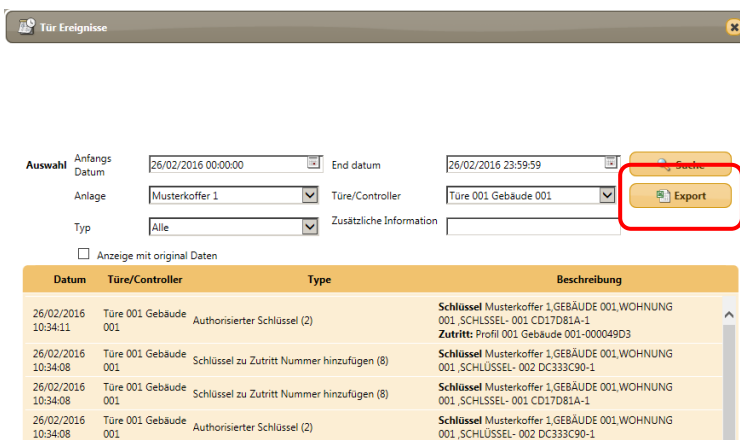 Tür Ereignisse
Auswahl Anfangs Datum 26/02/2016 00:00:00 End datum 26/02/2016 23:59:59 Suche
Anlage Musterkoffer 1 Türe/Controller Türe 001 Gebäude 001 Export
Typ Alle Zusätzliche Information
Anzeige mit original Daten
Datum Türe/Controller Type Beschreibung
26/02/2016 Türe 001 Gebäude Schlüssel Musterkoffer 1,GEBÄUDE 001,WOHNUNG
10:34:11 001 Authorisierter Schlüssel (2) 001 ,SCHLSSEL- 001 CD17D81A-1
Zutritt: Profil 001 Gebäude 001-000049D3
26/02/2016 Türe 001 Gebäude Schlüssel Musterkoffer 1,GEBÄUDE 001,WOHNUNG
10:34:08 001 Schlüssel zu Zutritt Nummer hinzufügen (8) 001 ,SCHLÜSSEL- 002 DC333C90-1
26/02/2016 Türe 001 Gebäude Schlüssel Musterkoffer 1,GEBÄUDE 001,WOHNUNG
10:34:08 001 Schlüssel zu Zutritt Nummer hinzufügen (8) 001 ,SCHLSSEL- 001 CD17D81A-1
26/02/2016 Türe 001 Gebäude Schlüssel Musterkoffer 1,GEBÄUDE 001,WOHNUNG
10:34:08 001 Authorisierter Schlüssel (2) 001 ,SCHLÜSSEL- 002 DC333C90-1